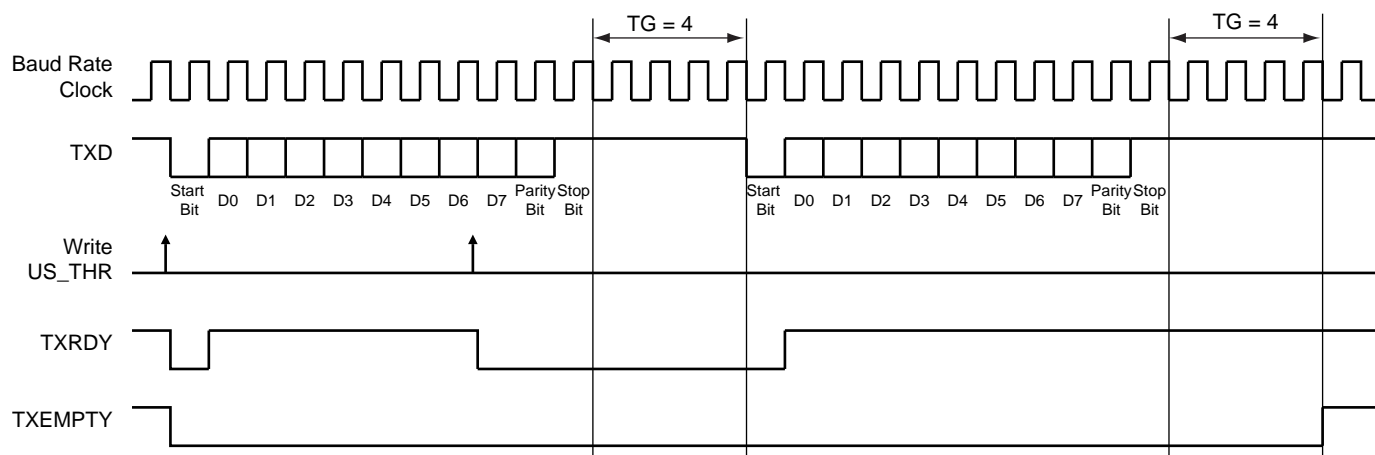 TG = 4
TG = 4
Baud Rate
Clock
TXD
Start
Bit
D0
D1
D2
D3
D4
D5
D6
D7
Parity
Bit
Stop
Bit
Start
Bit
D0
D1
D2
D3
D4
D5
D6
D7
Parity
Bit
Stop
Bit
Write
US_THR
TXRDY
TXEMPTY